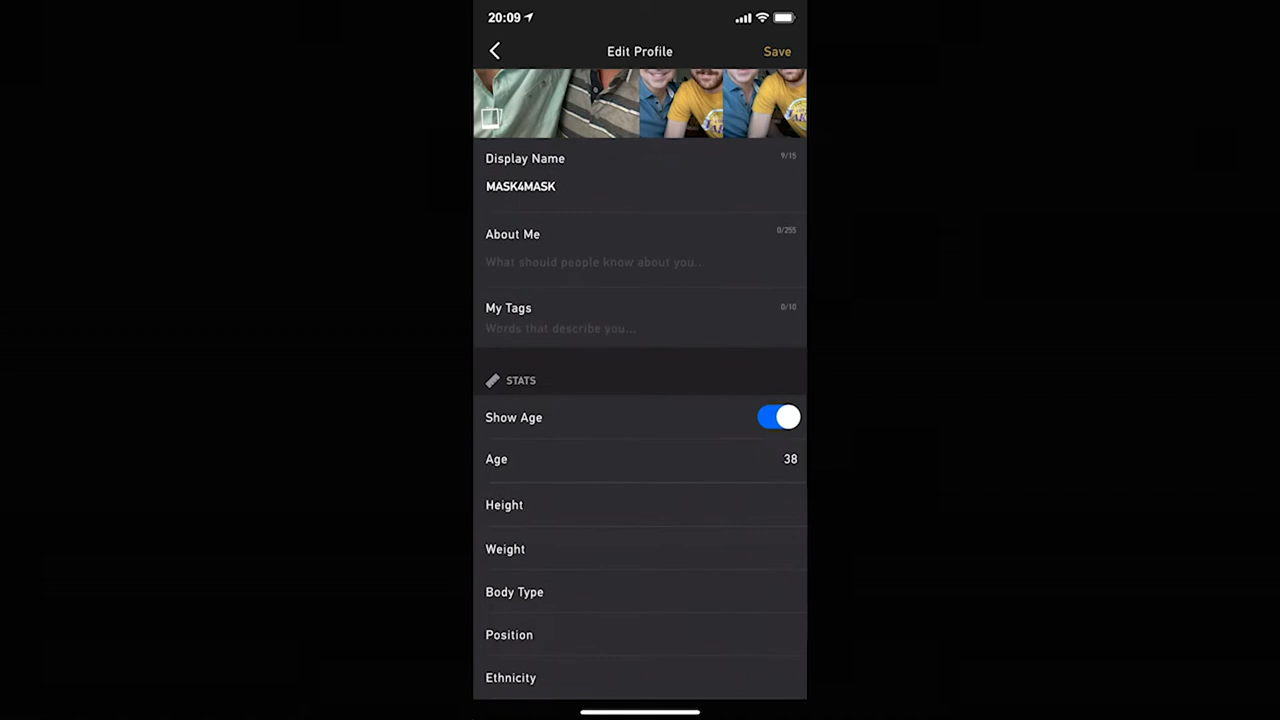 20:09
Edit Profile
Save
Display Name
9/15
MASK4MASK
About Me
0/255
What should people know about you...
My Tags
0/10
Words that describe you...
STATS
Show Age
Age
38
Height
Weight
Body Type
Position
Ethnicity